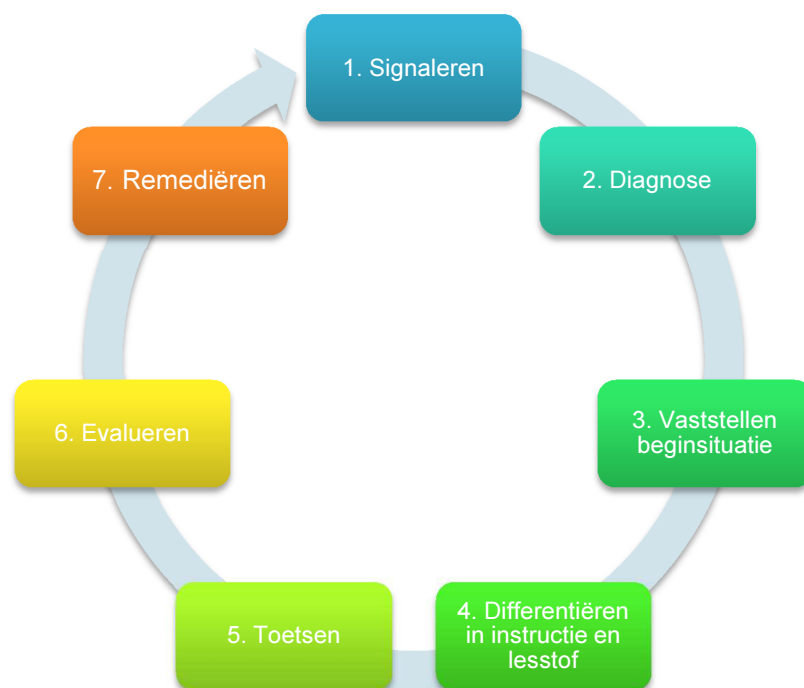 1. Signaleren
2. Diagnose
3. Vaststellen
beginsituatie
4. Differentiëren
in instructie en
lesstof
5. Toetsen
6. Evalueren
7. Remediëren